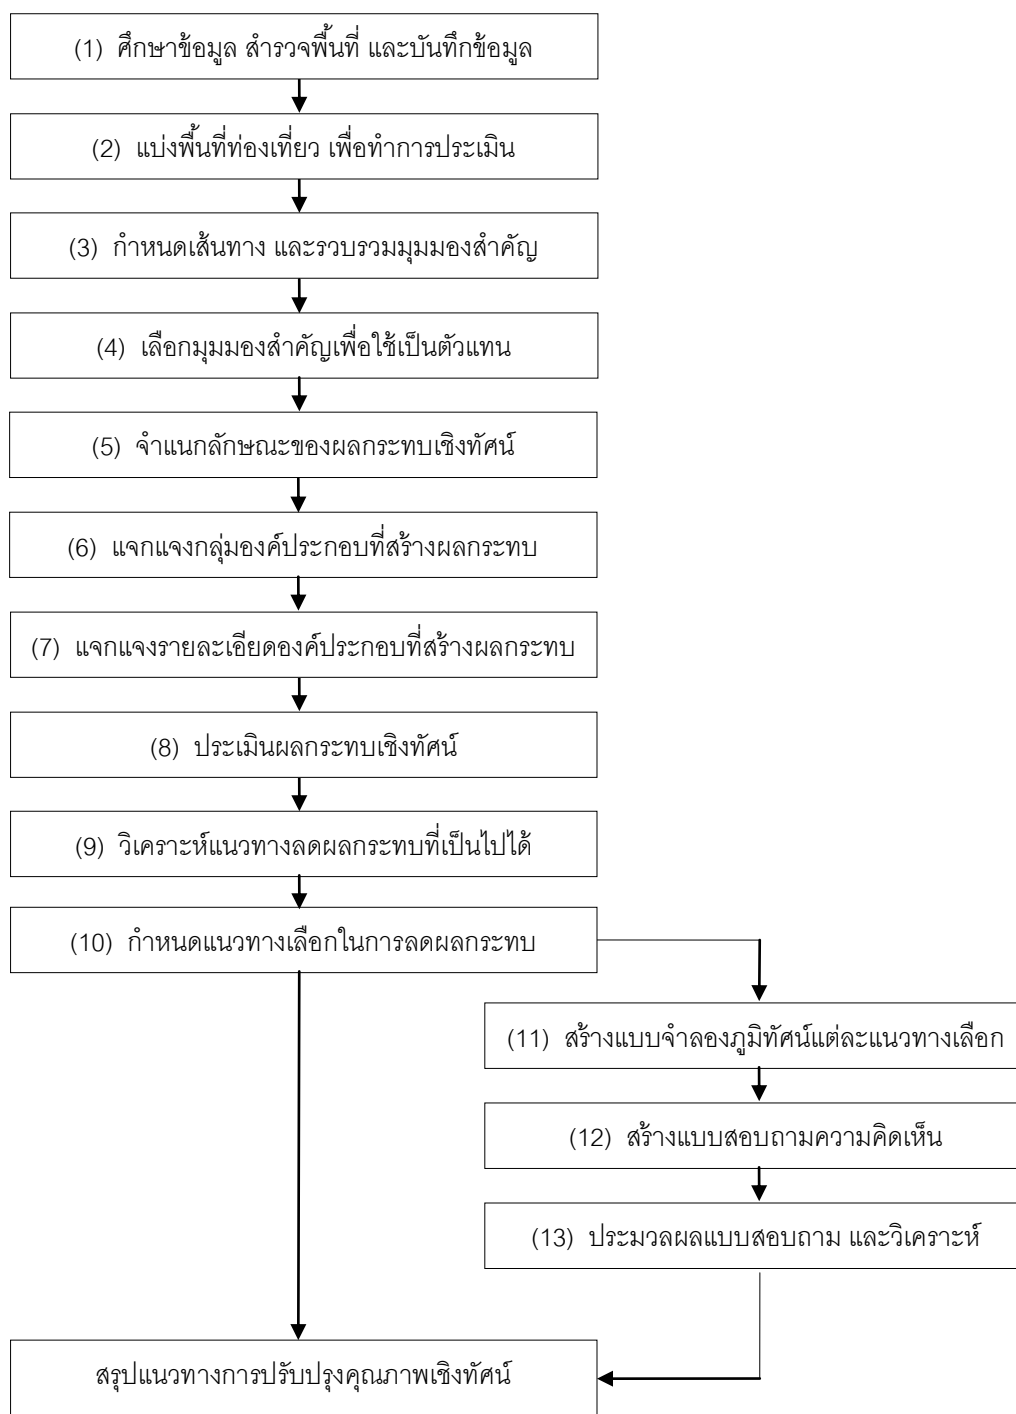 (1) ศึกษาข้อมูล สำรวจพื้นที่ และบันทึกข้อมูล
(2) แบ่งพื้นที่ท่องเที่ยว เพื่อทำการประเมิน
(3) กำหนดเส้นทาง และรวบรวมมุมมองสำคัญ
(4) เลือกมุมมองสำคัญเพื่อใช้เป็นตัวแทน
(5) จำแนกลักษณะของผลกระทบเชิงทัศน์
(6) แจกแจงกลุ่มองค์ประกอบที่สร้างผลกระทบ
(7) แจกแจงรายละเอียดองค์ประกอบที่สร้างผลกระทบ
(8) ประเมินผลกระทบเชิงทัศน์
(9) วิเคราะห์แนวทางลดผลกระทบที่เป็นไปได้
(10) กำหนดแนวทางเลือกในการลดผลกระทบ
(11) สร้างแบบจำลองภูมิทัศน์แต่ละแนวทางเลือก
(12) สร้างแบบสอบถามความคิดเห็น
(13) ประมวลผลแบบสอบถาม และวิเคราะห์
สรุปแนวทางการปรับปรุงคุณภาพเชิงทัศน์